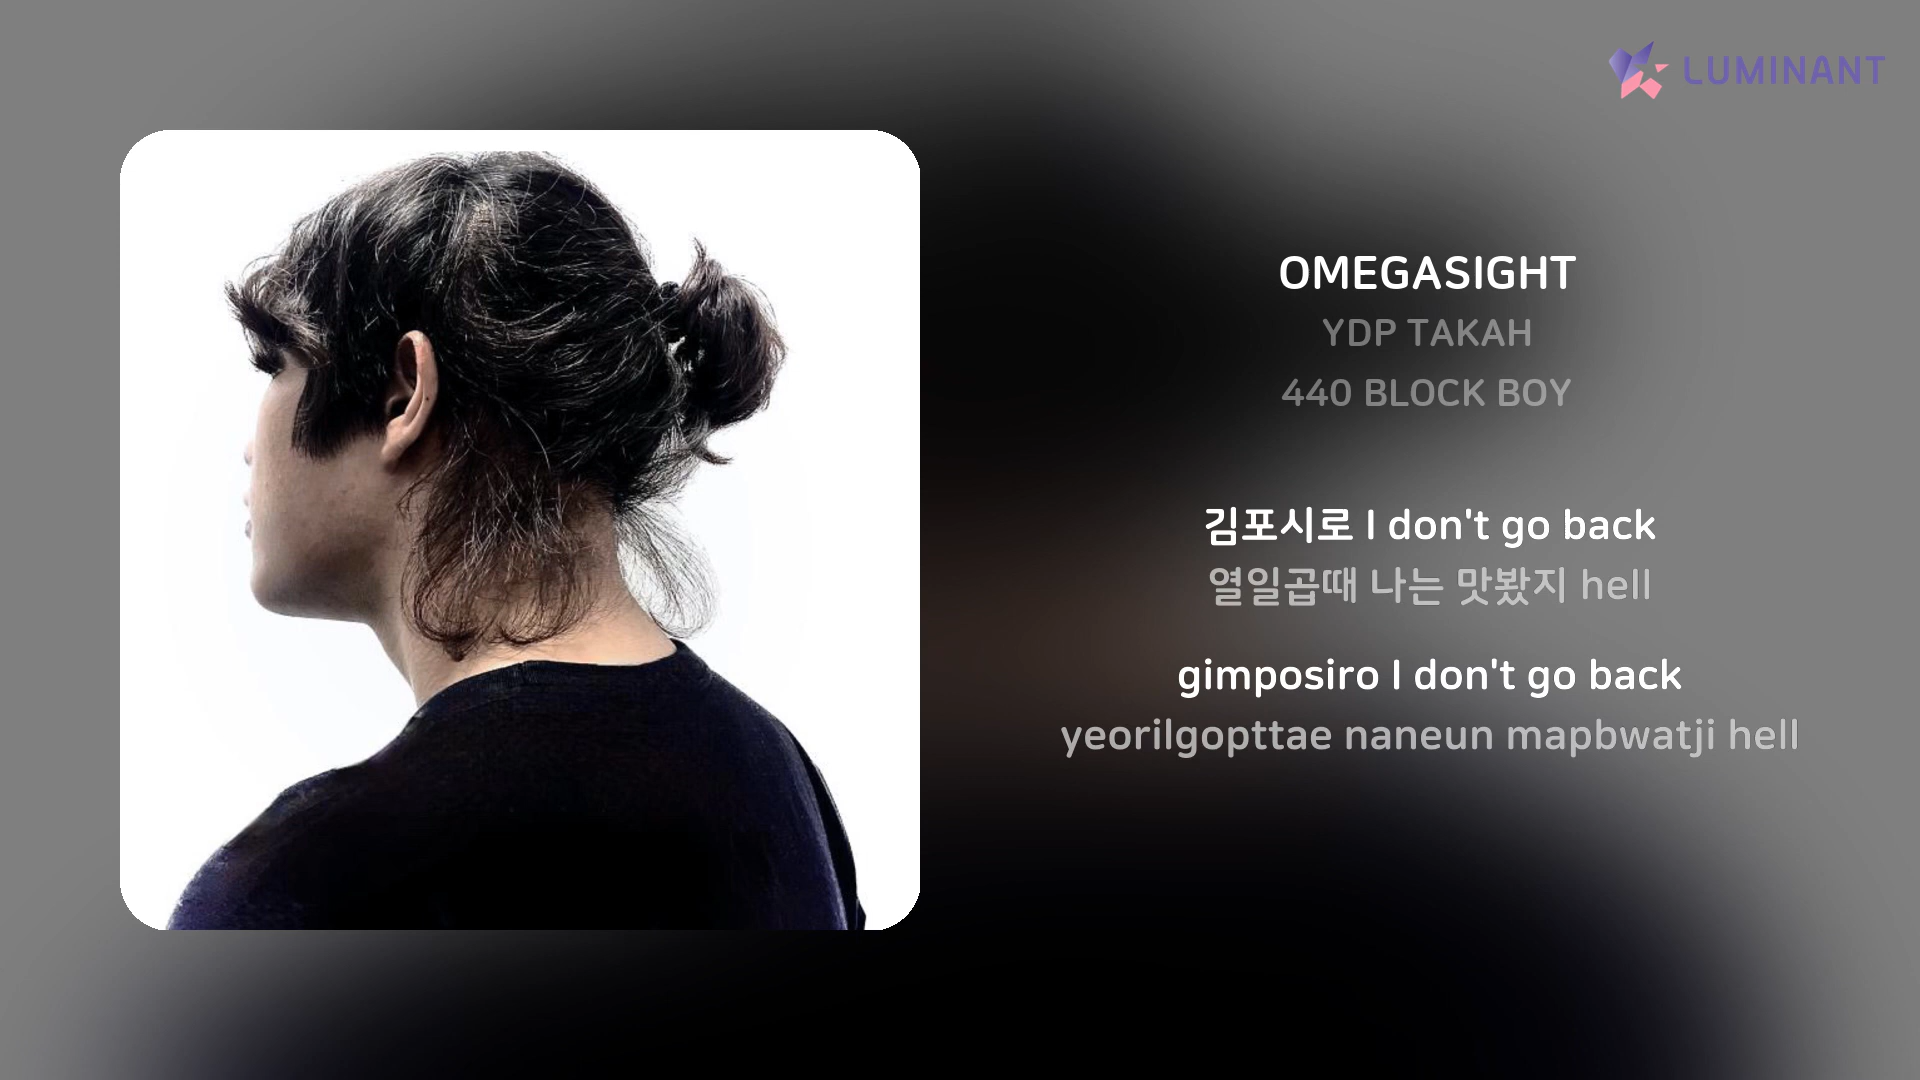 LUMINANT
OMEGASIGHT
YDP TAKAH
440 BLOCK BOY
김포시로 I don't go back
열일곱때 나는 맛봤지 hell
gimposiro I don't go back
yeorilgopttae naneun mapbwatji hell